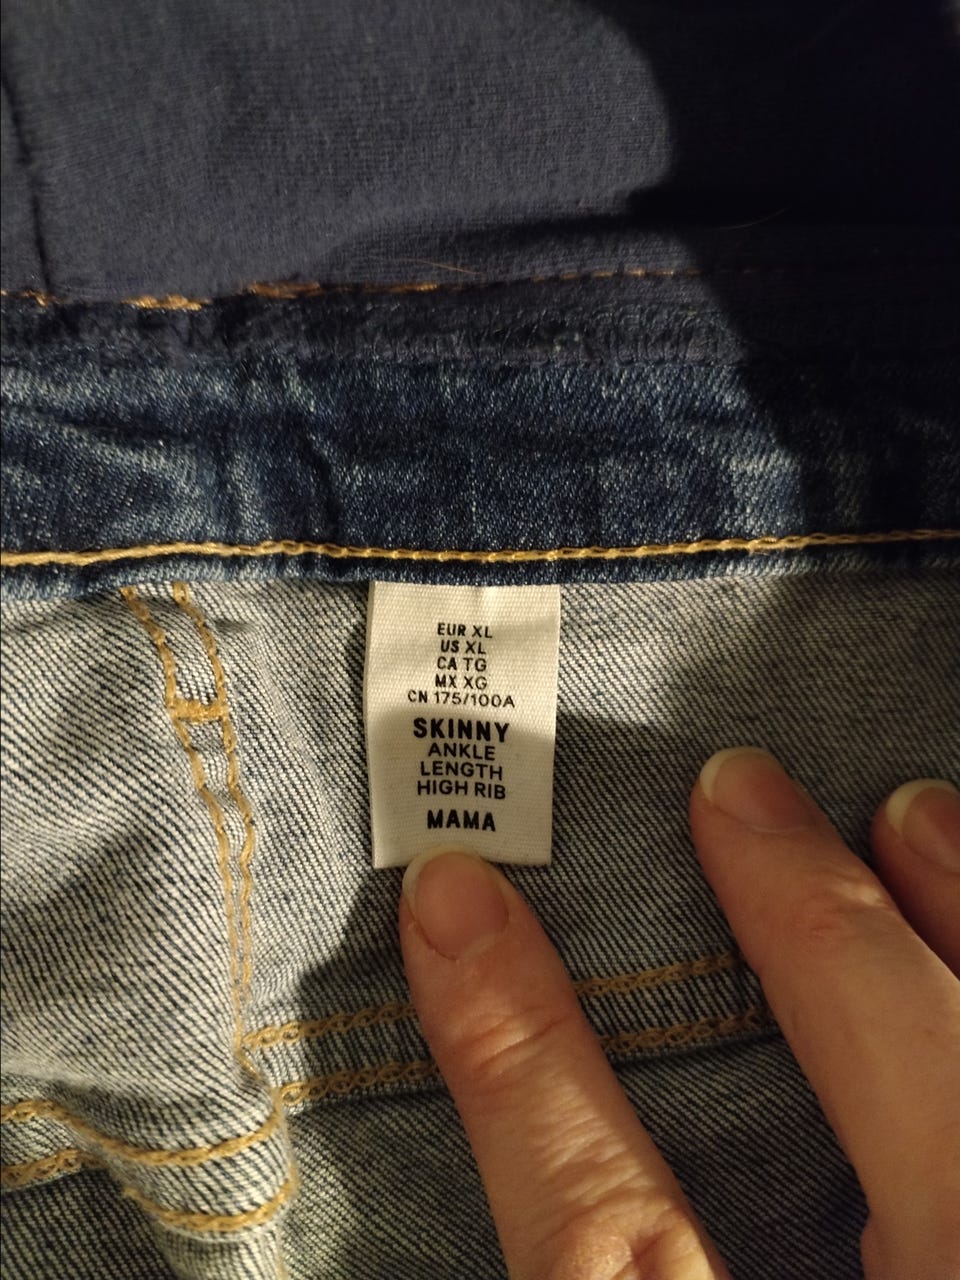 EUR XL
US XL
CA TG
MX XG
CN 175/100A
SKINNY
ANKLE
LENGTH
HIGH RIB
MAMA